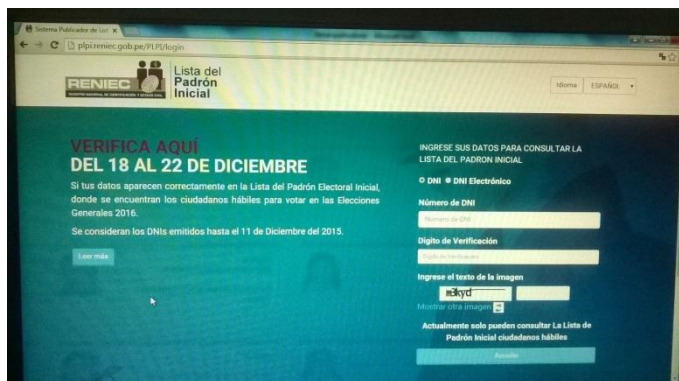 Sistema Publicador de List
plpi.reniec.gob.pe/PLPI/login
RENIEC
Lista del
Padrón
Inicial
Idioma ESPAÑOL
VERIFICA AQUÍ
DEL 18 AL 22 DE DICIEMBRE
Si tus datos aparecen correctamente en la Lista del Padrón Electoral Inicial,
donde se encuentran los ciudadanos hábiles para votar en las Elecciones
Generales 2016.
Se consideran los DNIs emitidos hasta el 11 de Diciembre del 2015.
Leer más
INGRESE SUS DATOS PARA CONSULTAR LA
LISTA DEL PADRON INICIAL
DNI DNI Electrónico
Número de DNI
Número de DNI
Digito de Verificación
Digito de Verificación
Ingrese el texto de la imagen
m3kyd
Mostrar otra imagen
Actualmente solo pueden consultar La Lista de
Padrón Inicial ciudadanos hábiles
Acceder